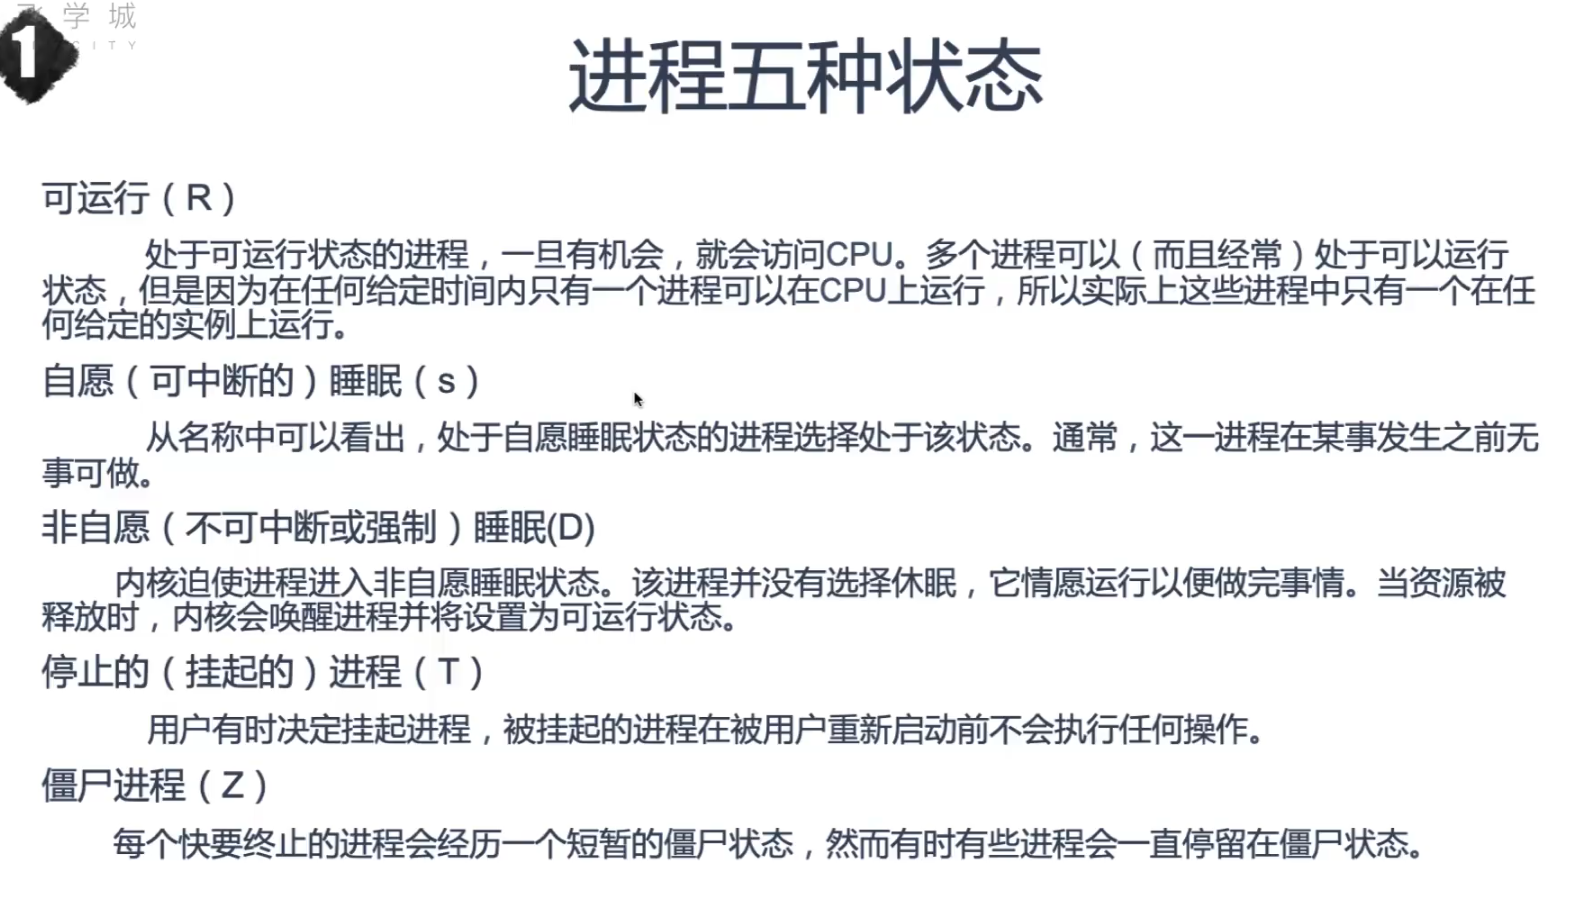 学 城
CITY
1
进程五种状态
可运行（R）
处于可运行状态的进程，一旦有机会，就会访问CPU。多个进程可以（而且经常）处于可以运行
状态，但是因为在任何给定时间内只有一个进程可以在CPU上运行，所以实际上这些进程中只有一个在任
何给定的实例上运行。
自愿（可中断的）睡眠（s）
从名称中可以看出，处于自愿睡眠状态的进程选择处于该状态。通常，这一进程在某事发生之前无
事可做。
非自愿（不可中断或强制）睡眠(D)
内核迫使进程进入非自愿睡眠状态。该进程并没有选择休眠，它情愿运行以便做完事情。当资源被
释放时，内核会唤醒进程并将设置为可运行状态。
停止的（挂起的）进程（T）
用户有时决定挂起进程，被挂起的进程在被用户重新启动前不会执行任何操作。
僵尸进程（Z）
每个快要终止的进程会经历一个短暂的僵尸状态，然而有时有些进程会一直停留在僵尸状态。